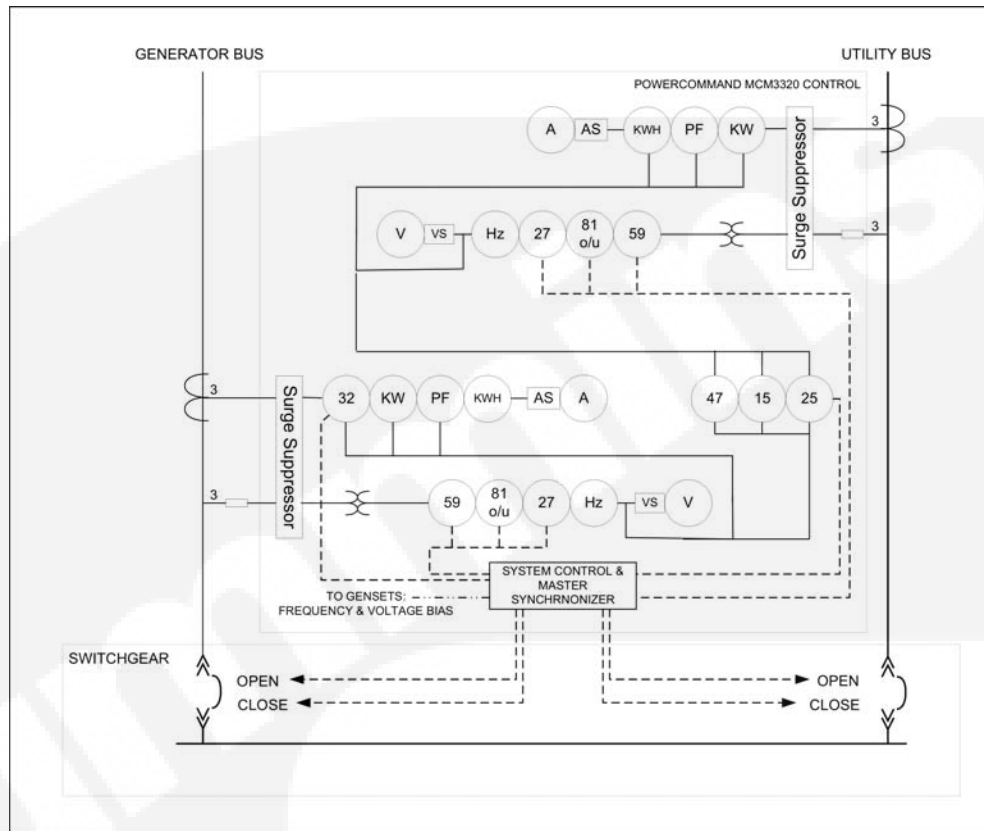 GENERATOR BUS
UTILITY BUS
POWERCOMMAND MCM3320 CONTROL
A AS KWH PF KW
3
Surge Suppressor
V VS Hz 27 81 o/u 59
3
3
Surge Suppressor
32 KW PF KWH AS A
47 15 25
3
59 81 o/u 27 Hz VS V
SYSTEM CONTROL &
MASTER
SYNCHRNONIZER
TO GENSETS:
FREQUENCY & VOLTAGE BIAS
SWITCHGEAR
OPEN
CLOSE
OPEN
CLOSE
mmins